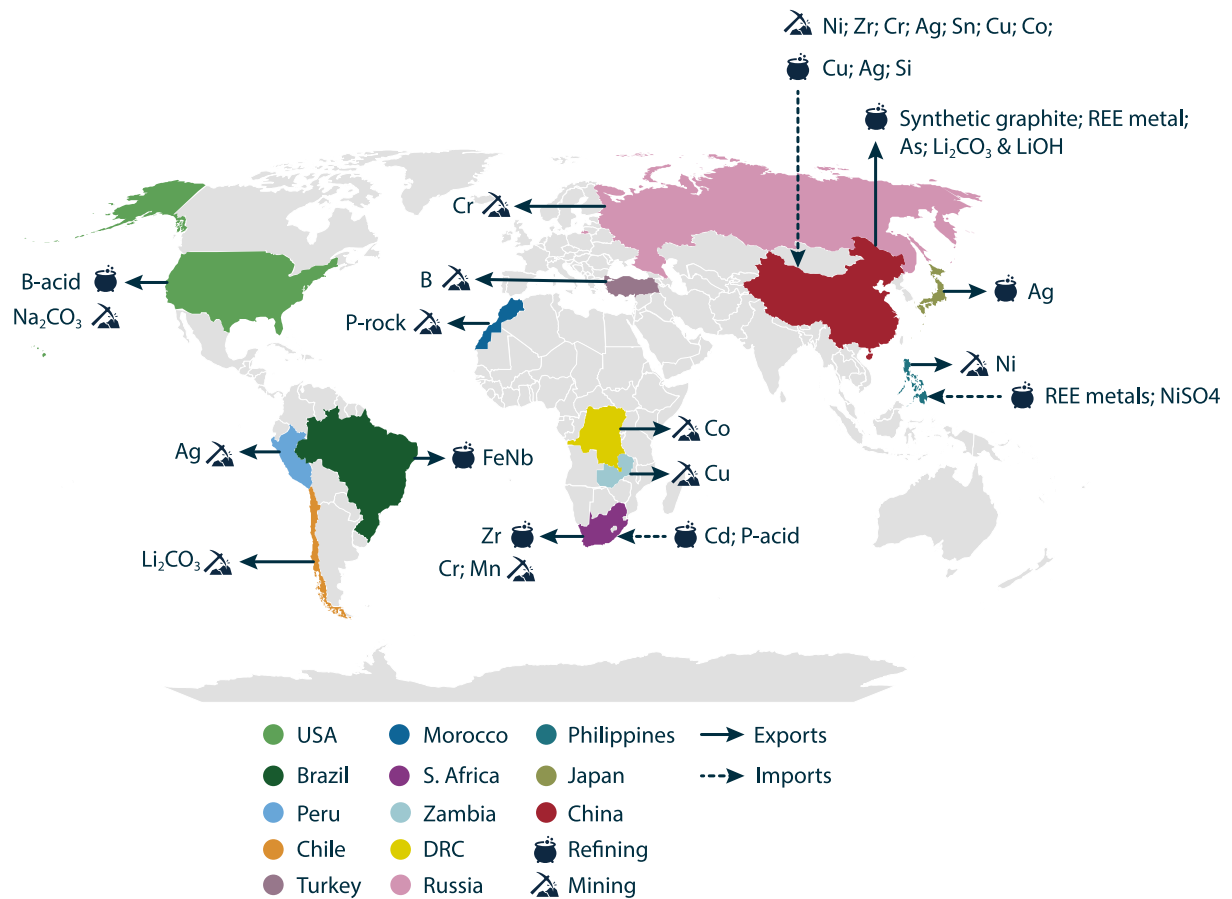 Ni; Zr; Cr; Ag; Sn; Cu; Co;
Cu; Ag; Si
Synthetic graphite; REE metal;
As; Li₂CO₃ & LiOH
Cr
B-acid
B
Ag
Na₂CO₃
P-rock
Ni
REE metals; NiSO4
Co
Ag
FeNb
Cu
Zr
Cd; P-acid
Li₂CO₃
Cr; Mn
USA
Morocco
Philippines
Exports
Brazil
S. Africa
Japan
Imports
Peru
Zambia
China
Chile
DRC
Refining
Turkey
Russia
Mining